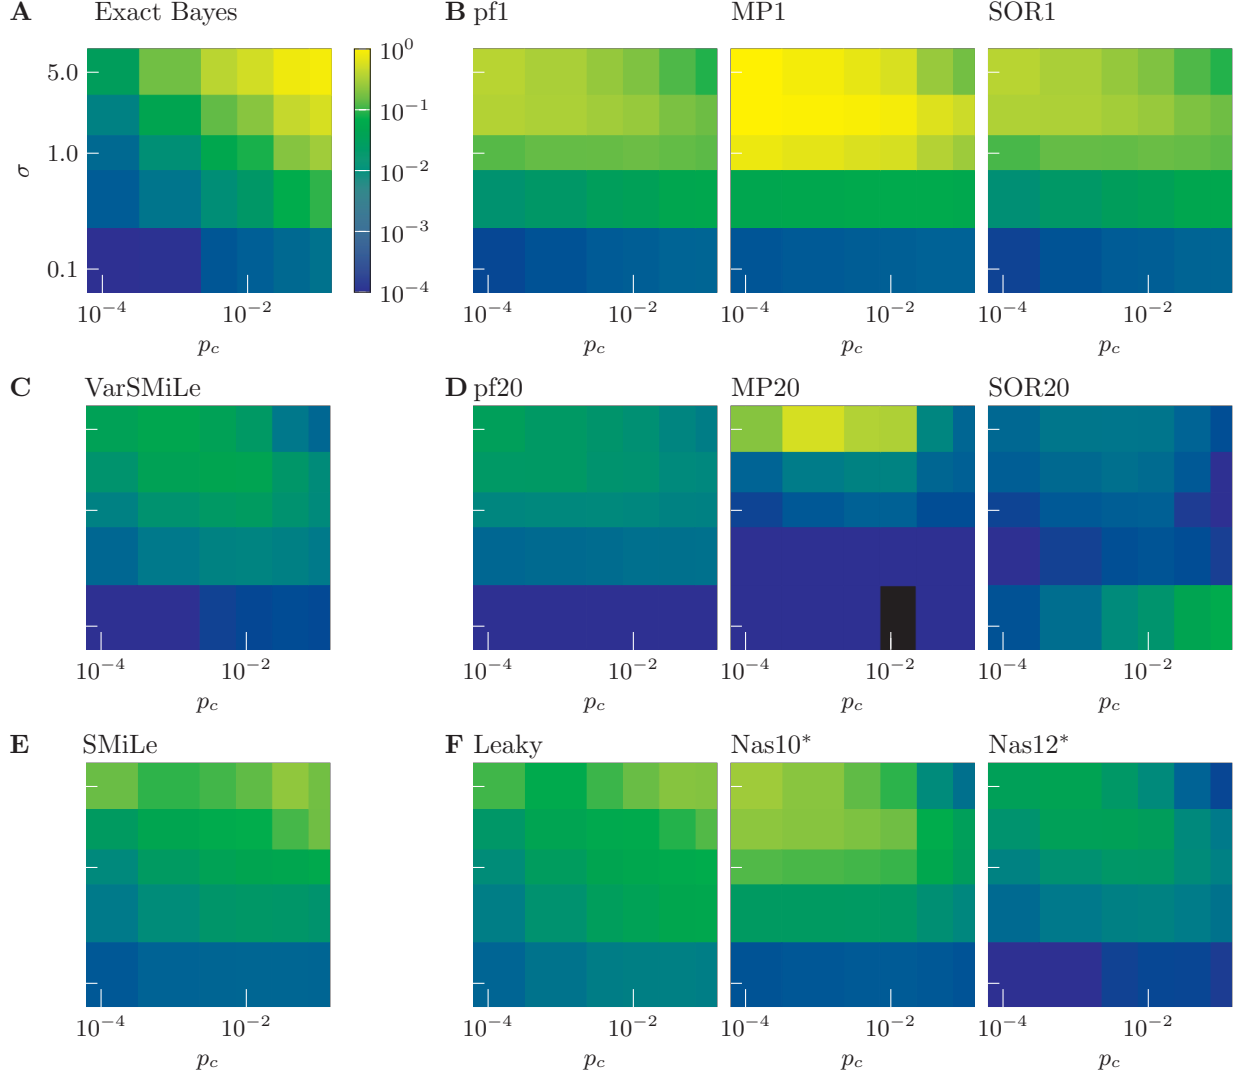 A Exact Bayes
B pf1 MP1 SOR1
5.0
1.0
0.1
σ
10⁰
10⁻¹
10⁻²
10⁻³
10⁻⁴
10⁻⁴ 10⁻² 10⁻⁴ 10⁻² 10⁻⁴ 10⁻² 10⁻⁴ 10⁻²
p_c p_c p_c p_c
C VarSMiLe
D pf20 MP20 SOR20
10⁻⁴ 10⁻² 10⁻⁴ 10⁻² 10⁻⁴ 10⁻² 10⁻⁴ 10⁻²
p_c p_c p_c p_c
E SMiLe
F Leaky Nas10* Nas12*
10⁻⁴ 10⁻² 10⁻⁴ 10⁻² 10⁻⁴ 10⁻² 10⁻⁴ 10⁻²
p_c p_c p_c p_c